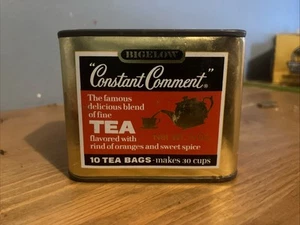 BIGELOW
"Constant Comment"®
The famous
delicious blend
of fine
TEA
flavored with
rind of oranges and sweet spice
10 TEA BAGS - makes 30 cups